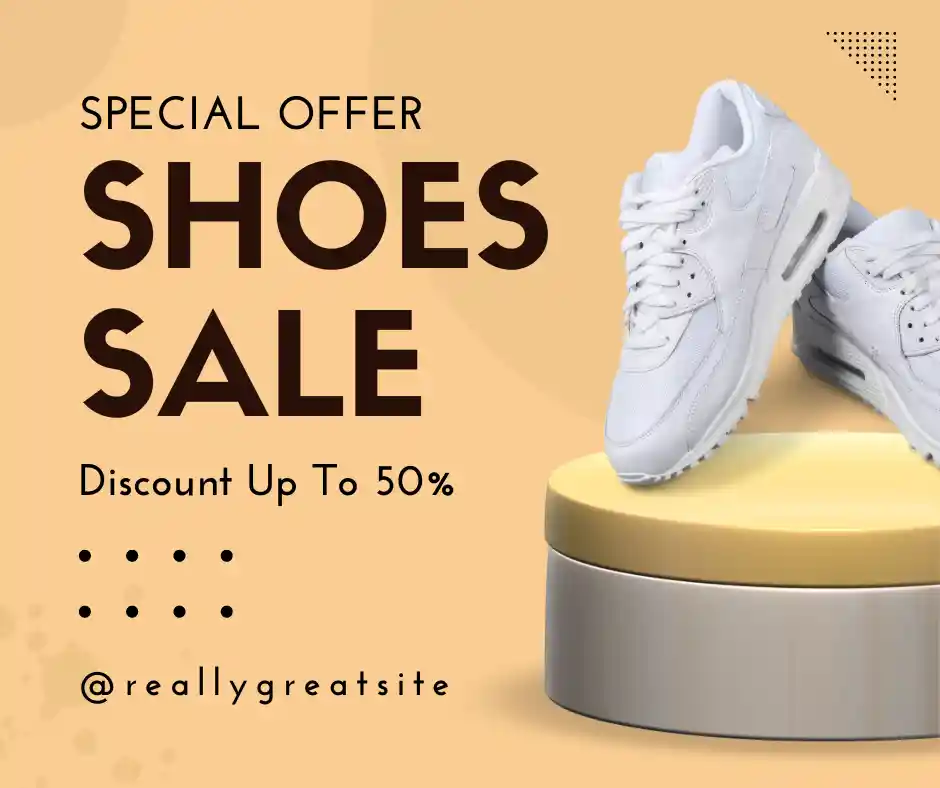 SPECIAL OFFER
SHOES
SALE
Discount Up To 50%
@reallygreatsite